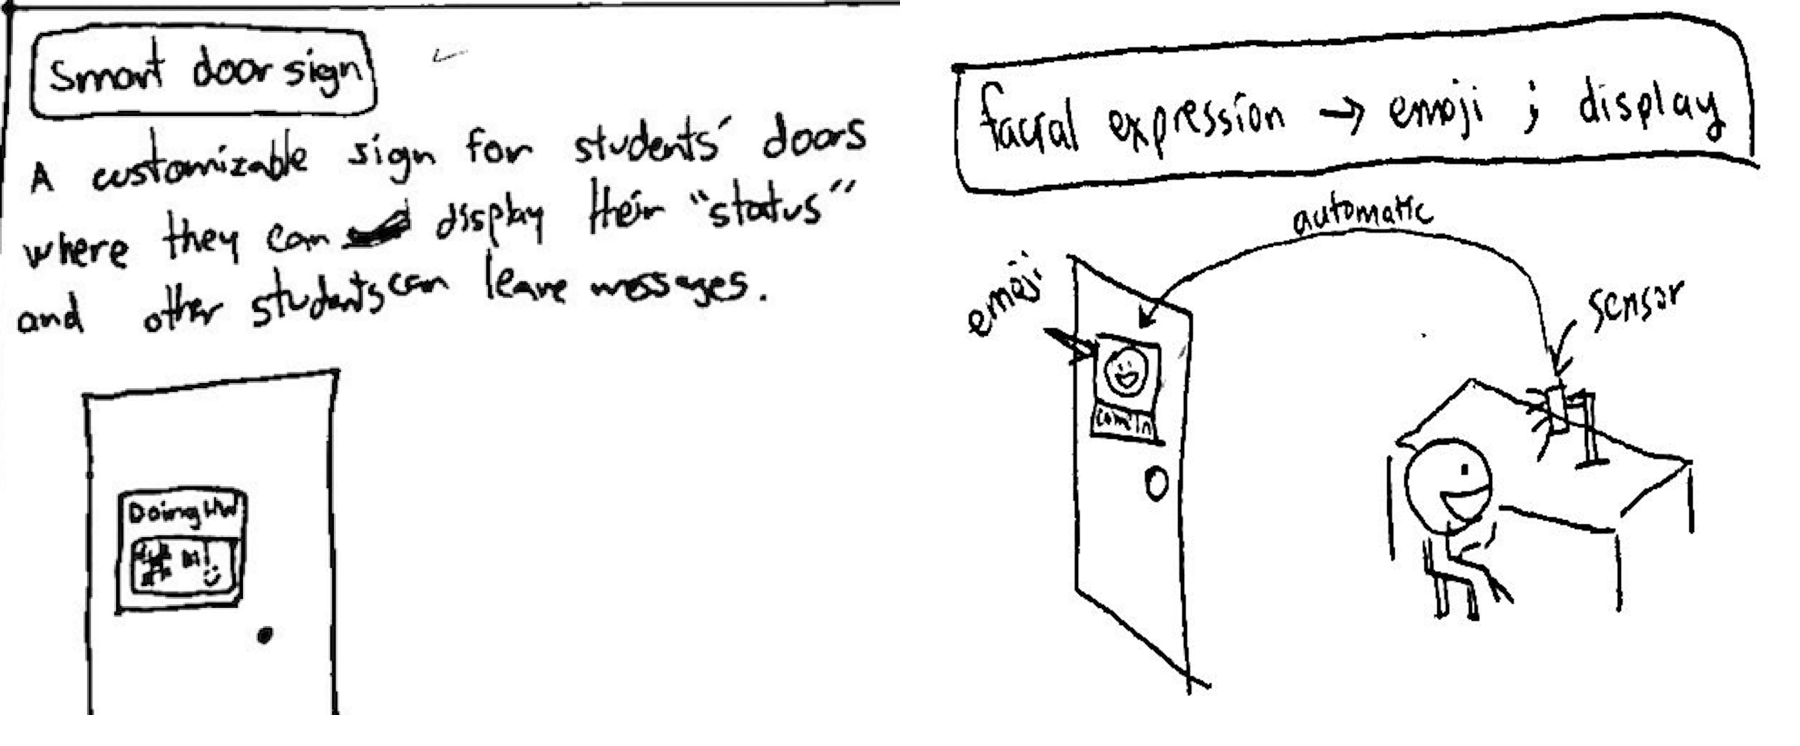 Smart door sign
A customizable sign for students' doors
where they can display their "status"
and other students can leave messages.
Doing HW
Hi!
facial expression → emoji ; display
automatic
emoji
sensor
come in